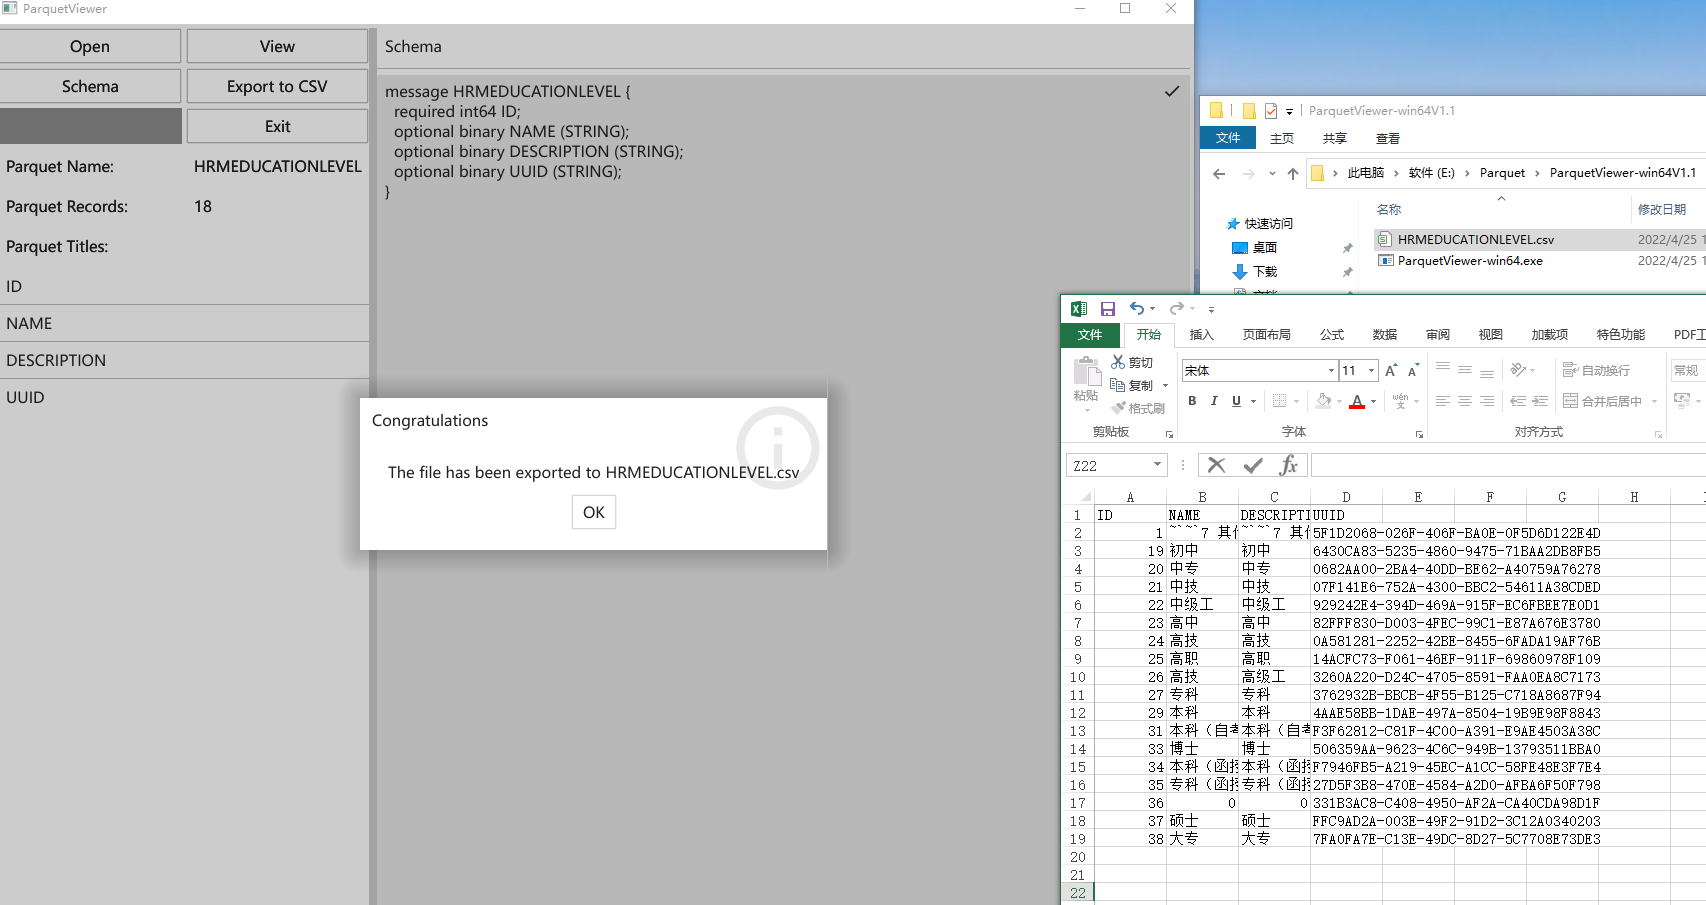 ParquetViewer
Open
View
Schema
Export to CSV
Exit
Parquet Name:
HRMEDUCATIONLEVEL
Parquet Records:
18
Parquet Titles:
ID
NAME
DESCRIPTION
UUID
Schema
message HRMEDUCATIONLEVEL {
required int64 ID;
optional binary NAME (STRING);
optional binary DESCRIPTION (STRING);
optional binary UUID (STRING);
}
Congratulations
The file has been exported to HRMEDUCATIONLEVEL.csv
OK
ParquetViewer-win64V1.1
文件 主页 共享 查看
此电脑 软件 (E:) Parquet ParquetViewer-win64V1.1
名称 修改日期
快速访问
桌面
下载
HRMEDUCATIONLEVEL.csv 2022/4/25 1
ParquetViewer-win64.exe 2022/4/25 1
文件 开始 插入 页面布局 公式 数据 审阅 视图 加载项 特色功能 PDF工
粘贴
剪切
复制
格式刷
剪贴板
宋体 11
B I U
wén
文
字体
自动换行
合并后居中
对齐方式
常规
Z22
fx
A B C D E F G H
1 ID NAME DESCRIPTI UUID
2 1 ~`~`7 其 ~`~`7 其 5F1D2068-026F-406F-BA0E-0F5D6D122E4D
3 19 初中 初中 6430CA83-5235-4860-9475-71BAA2DB8FB5
4 20 中专 中专 0682AA00-2BA4-40DD-BE62-A40759A76278
5 21 中技 中技 07F141E6-752A-4300-BBC2-54611A38CDED
6 22 中级工 中级工 929242E4-394D-469A-915F-EC6FBEE7E0D1
7 23 高中 高中 82FFF830-D003-4FEC-99C1-E87A676E3780
8 24 高技 高技 0A581281-2252-42BE-8455-6FADA19AF76B
9 25 高职 高职 14ACFC73-F061-46EF-911F-69860978F109
10 26 高技 高级工 3260A220-D24C-4705-8591-FAA0EA8C7173
11 27 专科 专科 3762932B-BBCB-4F55-B125-C718A8687F94
12 29 本科 本科 4AAE58BB-1DAE-497A-8504-19B9E98F8843
13 31 本科（自考 本科（自考 F3F62812-C81F-4C00-A391-E9AE4503A38C
14 33 博士 博士 506359AA-9623-4C6C-949B-13793511BBA0
15 34 本科（函授 本科（函授 F7946FB5-A219-45EC-A1CC-58FE48E3F7E4
16 35 专科（函授 专科（函授 27D5F3B8-470E-4584-A2D0-AFBA6F50F798
17 36 0 0 331B3AC8-C408-4950-AF2A-CA40CDA98D1F
18 37 硕士 硕士 FFC9AD2A-003E-49F2-91D2-3C12A0340203
19 38 大专 大专 7FA0FA7E-C13E-49DC-8D27-5C7708E73DE3
20
21
22